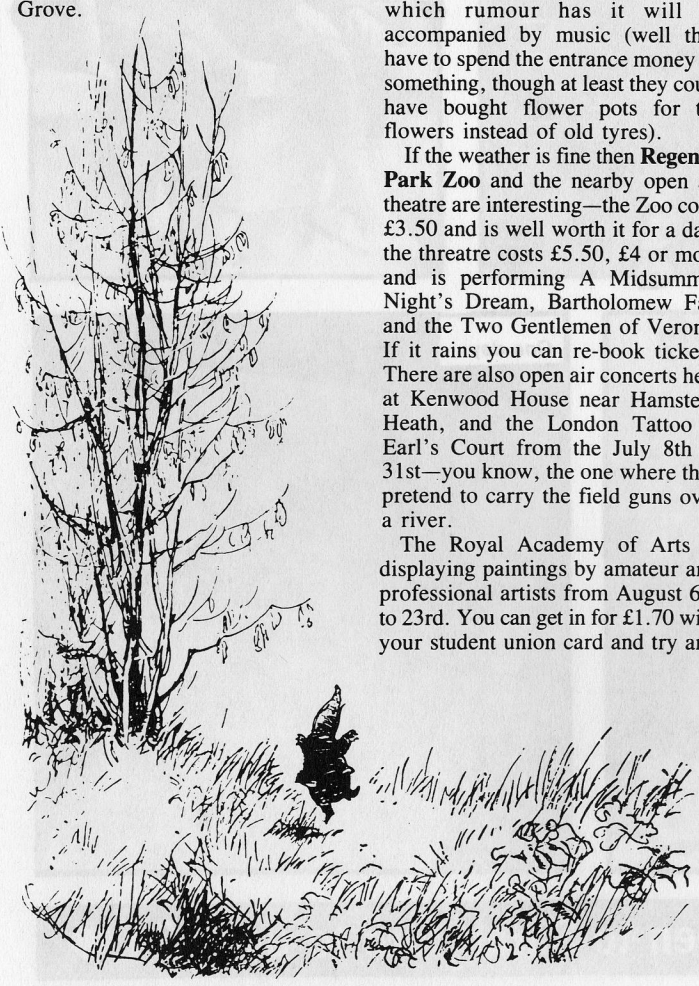 Grove.
which rumour has it will
accompanied by music (well th
have to spend the entrance money
something, though at least they cou
have bought flower pots for t
flowers instead of old tyres).
If the weather is fine then Regen
Park Zoo and the nearby open
theatre are interesting—the Zoo co
£3.50 and is well worth it for a da
the threatre costs £5.50, £4 or mo
and is performing A Midsumm
Night's Dream, Bartholomew Fa
and the Two Gentlemen of Veron
If it rains you can re-book ticke
There are also open air concerts he
at Kenwood House near Hamste
Heath, and the London Tattoo
Earl's Court from the July 8th
31st—you know, the one where th
pretend to carry the field guns ov
a river.
The Royal Academy of Arts
displaying paintings by amateur an
professional artists from August 6
to 23rd. You can get in for £1.70 wi
your student union card and try an